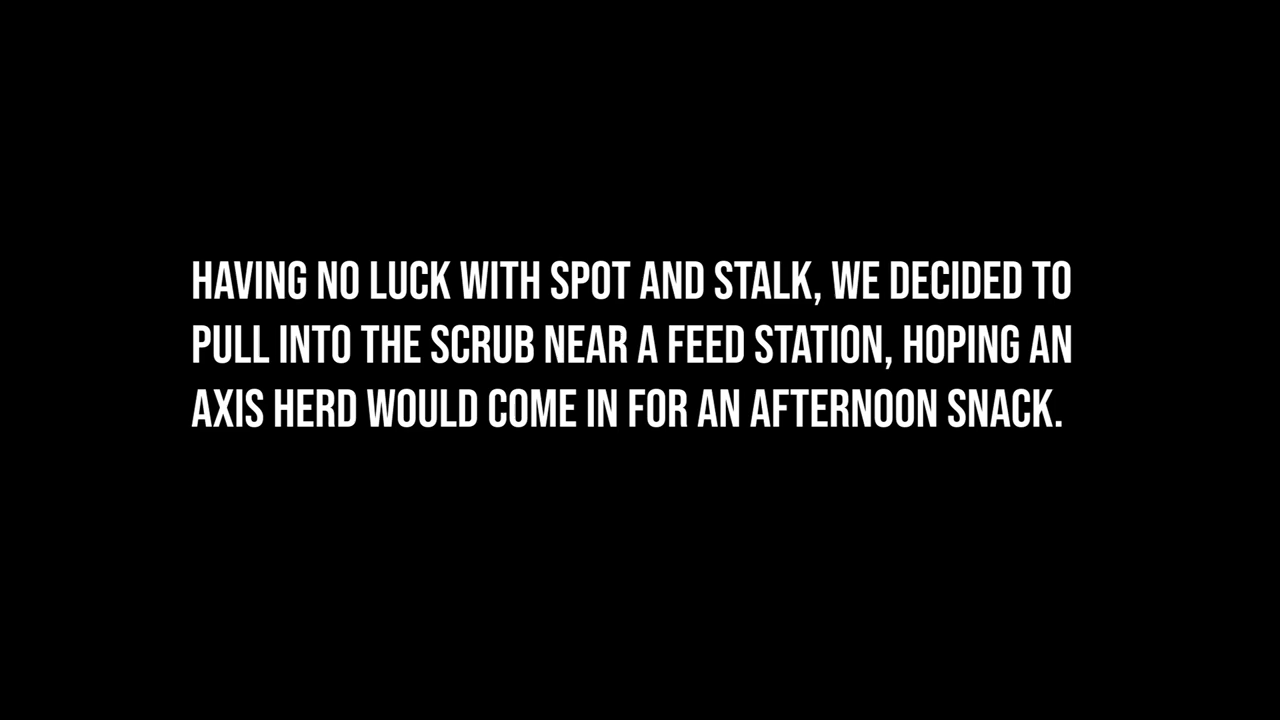 HAVING NO LUCK WITH SPOT AND STALK, WE DECIDED TO
PULL INTO THE SCRUB NEAR A FEED STATION, HOPING AN
AXIS HERD WOULD COME IN FOR AN AFTERNOON SNACK.